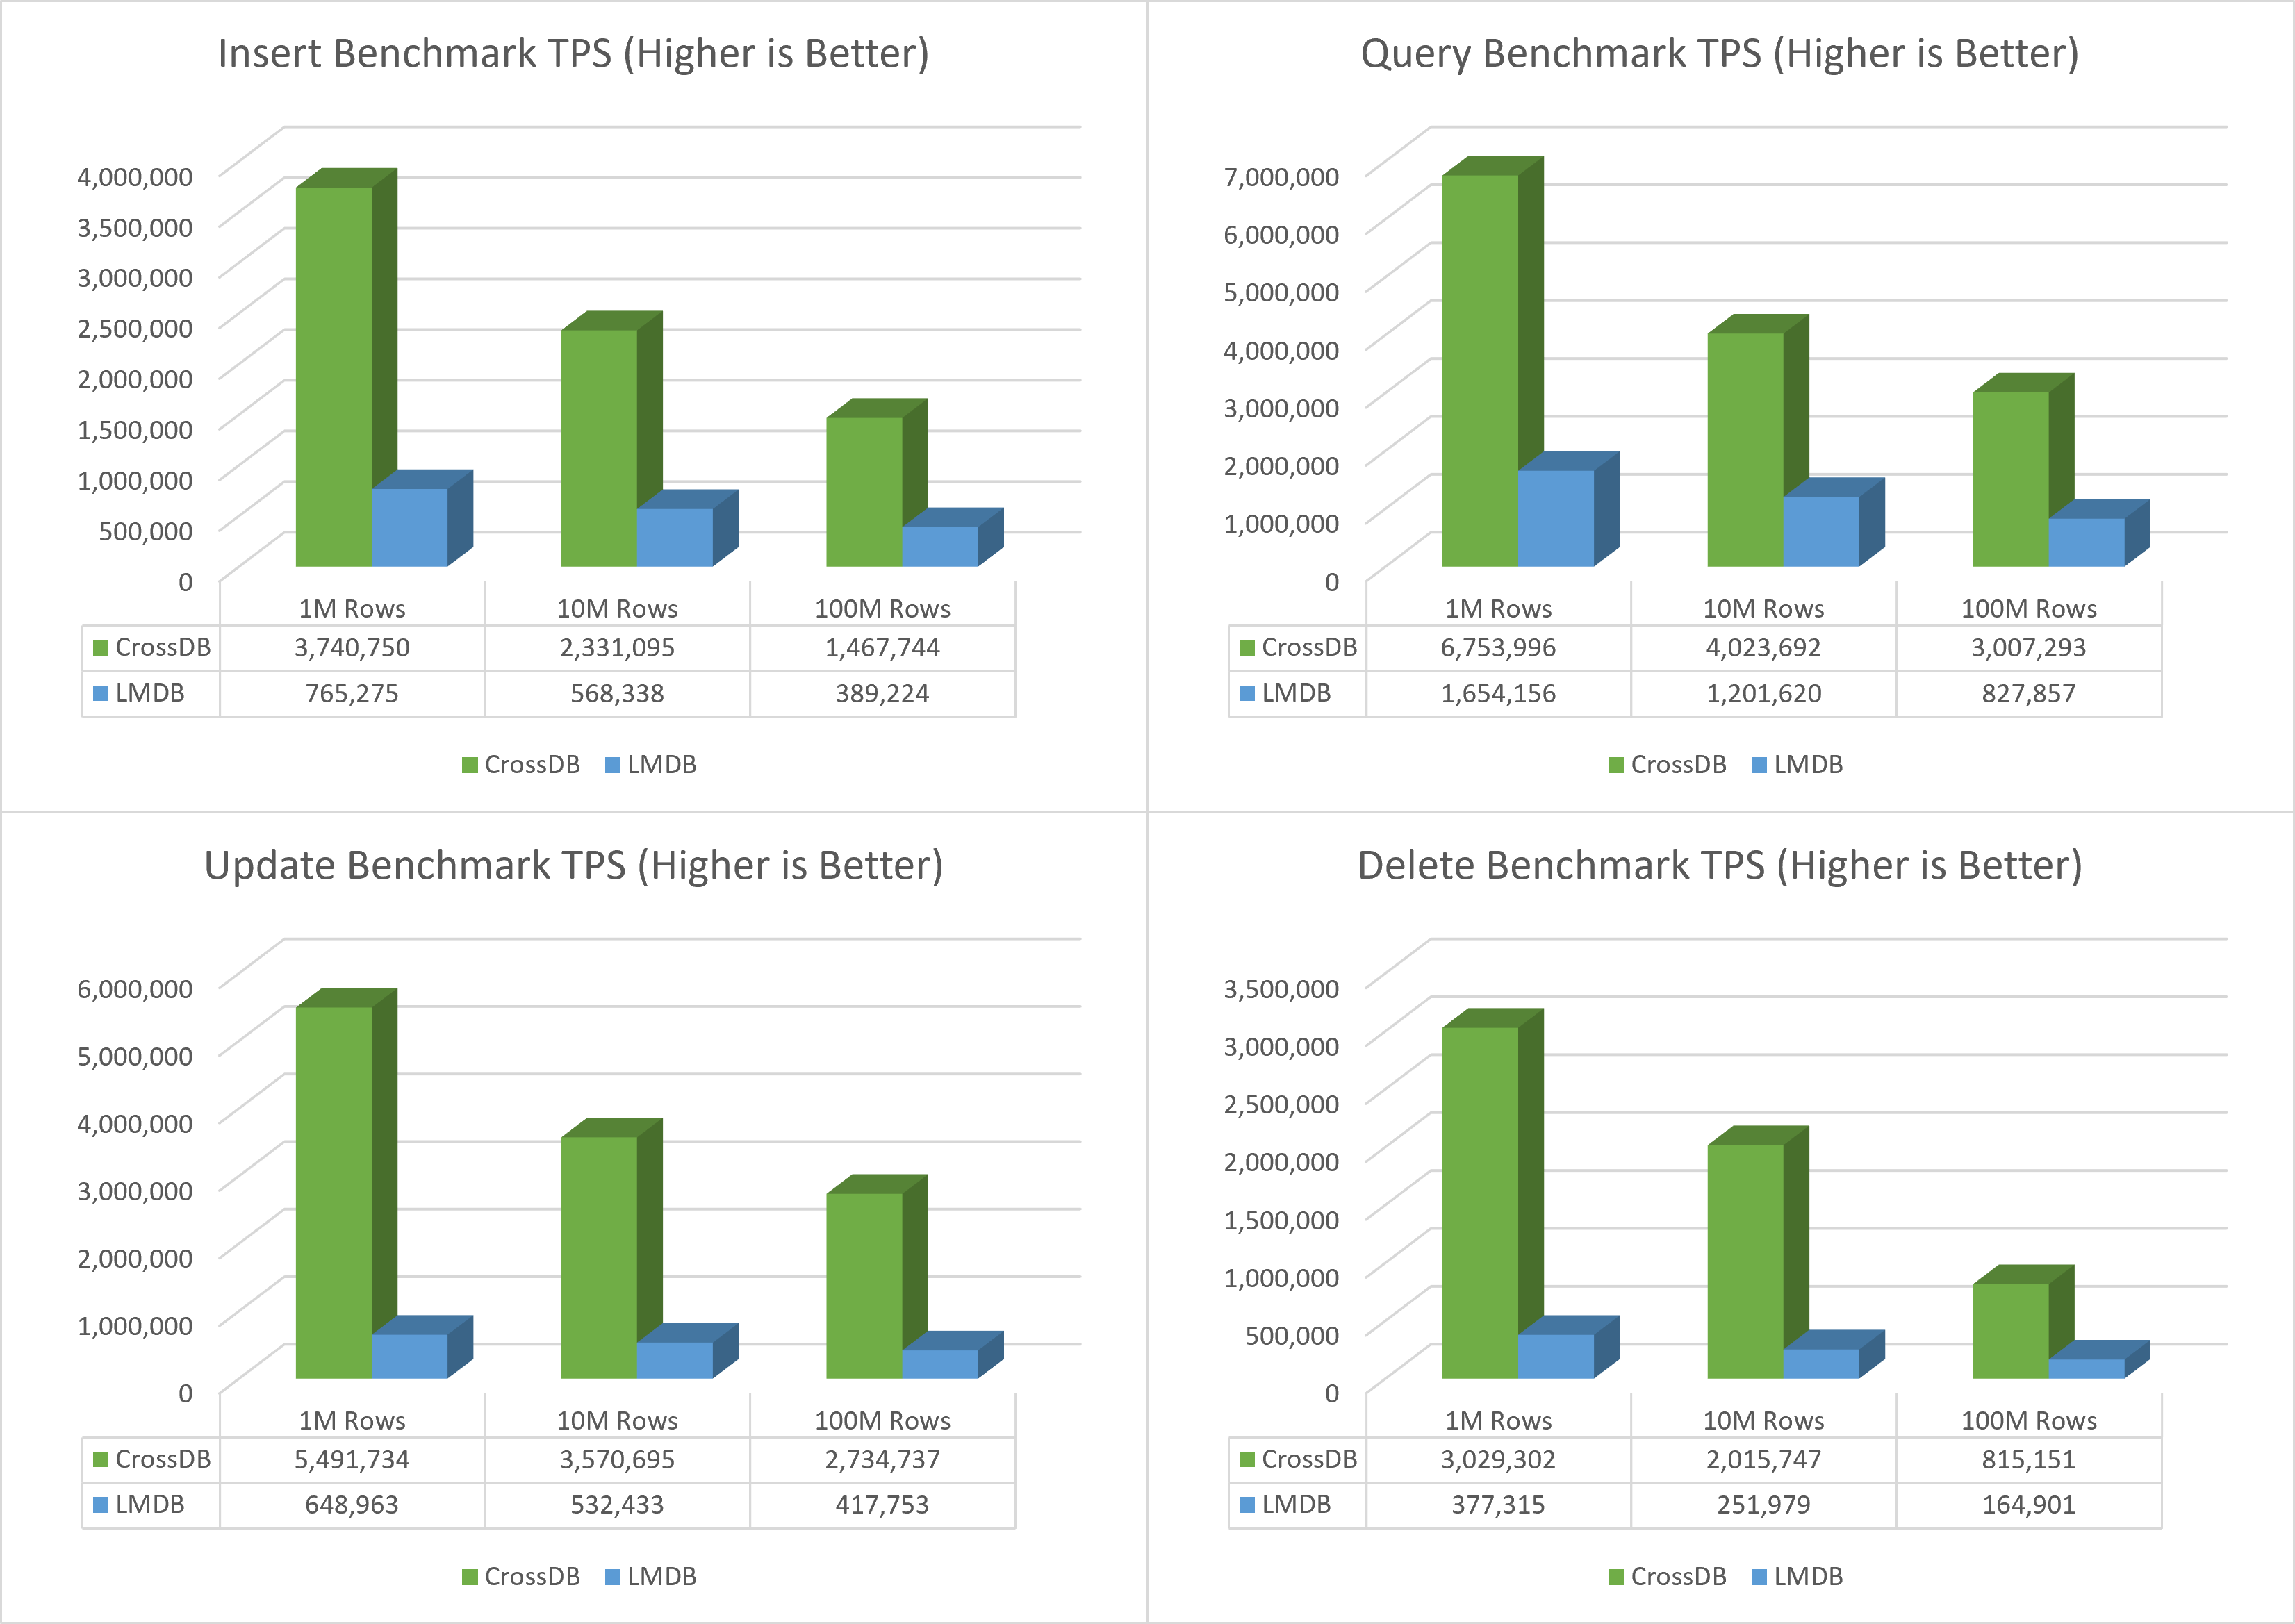 Insert Benchmark TPS (Higher is Better)
4,000,000
3,500,000
3,000,000
2,500,000
2,000,000
1,500,000
1,000,000
500,000
0
1M Rows 10M Rows 100M Rows
CrossDB 3,740,750 2,331,095 1,467,744
LMDB 765,275 568,338 389,224
CrossDB LMDB
Query Benchmark TPS (Higher is Better)
7,000,000
6,000,000
5,000,000
4,000,000
3,000,000
2,000,000
1,000,000
0
1M Rows 10M Rows 100M Rows
CrossDB 6,753,996 4,023,692 3,007,293
LMDB 1,654,156 1,201,620 827,857
CrossDB LMDB
Update Benchmark TPS (Higher is Better)
6,000,000
5,000,000
4,000,000
3,000,000
2,000,000
1,000,000
0
1M Rows 10M Rows 100M Rows
CrossDB 5,491,734 3,570,695 2,734,737
LMDB 648,963 532,433 417,753
CrossDB LMDB
Delete Benchmark TPS (Higher is Better)
3,500,000
3,000,000
2,500,000
2,000,000
1,500,000
1,000,000
500,000
0
1M Rows 10M Rows 100M Rows
CrossDB 3,029,302 2,015,747 815,151
LMDB 377,315 251,979 164,901
CrossDB LMDB